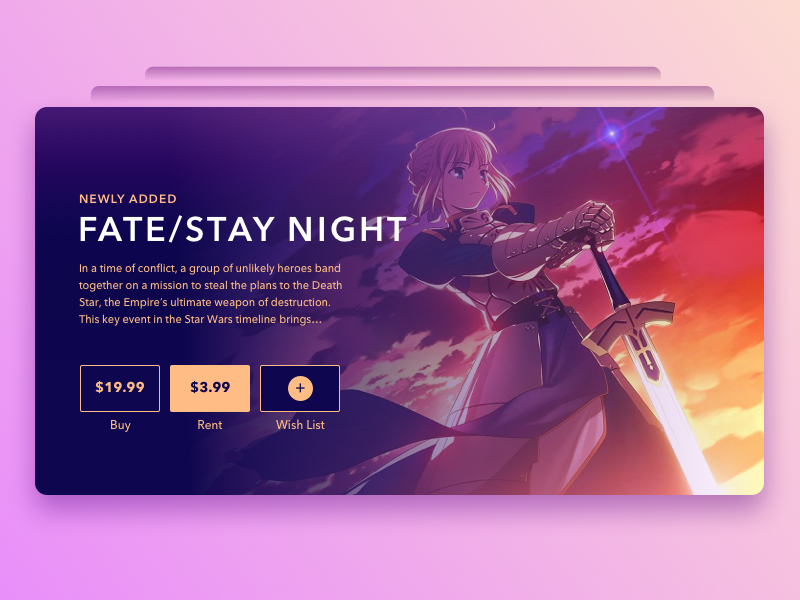 NEWLY ADDED
FATE/STAY NIGHT
In a time of conflict, a group of unlikely heroes band
together on a mission to steal the plans to the Death
Star, the Empire's ultimate weapon of destruction.
This key event in the Star Wars timeline brings...
$19.99 $3.99 +
Buy Rent Wish List